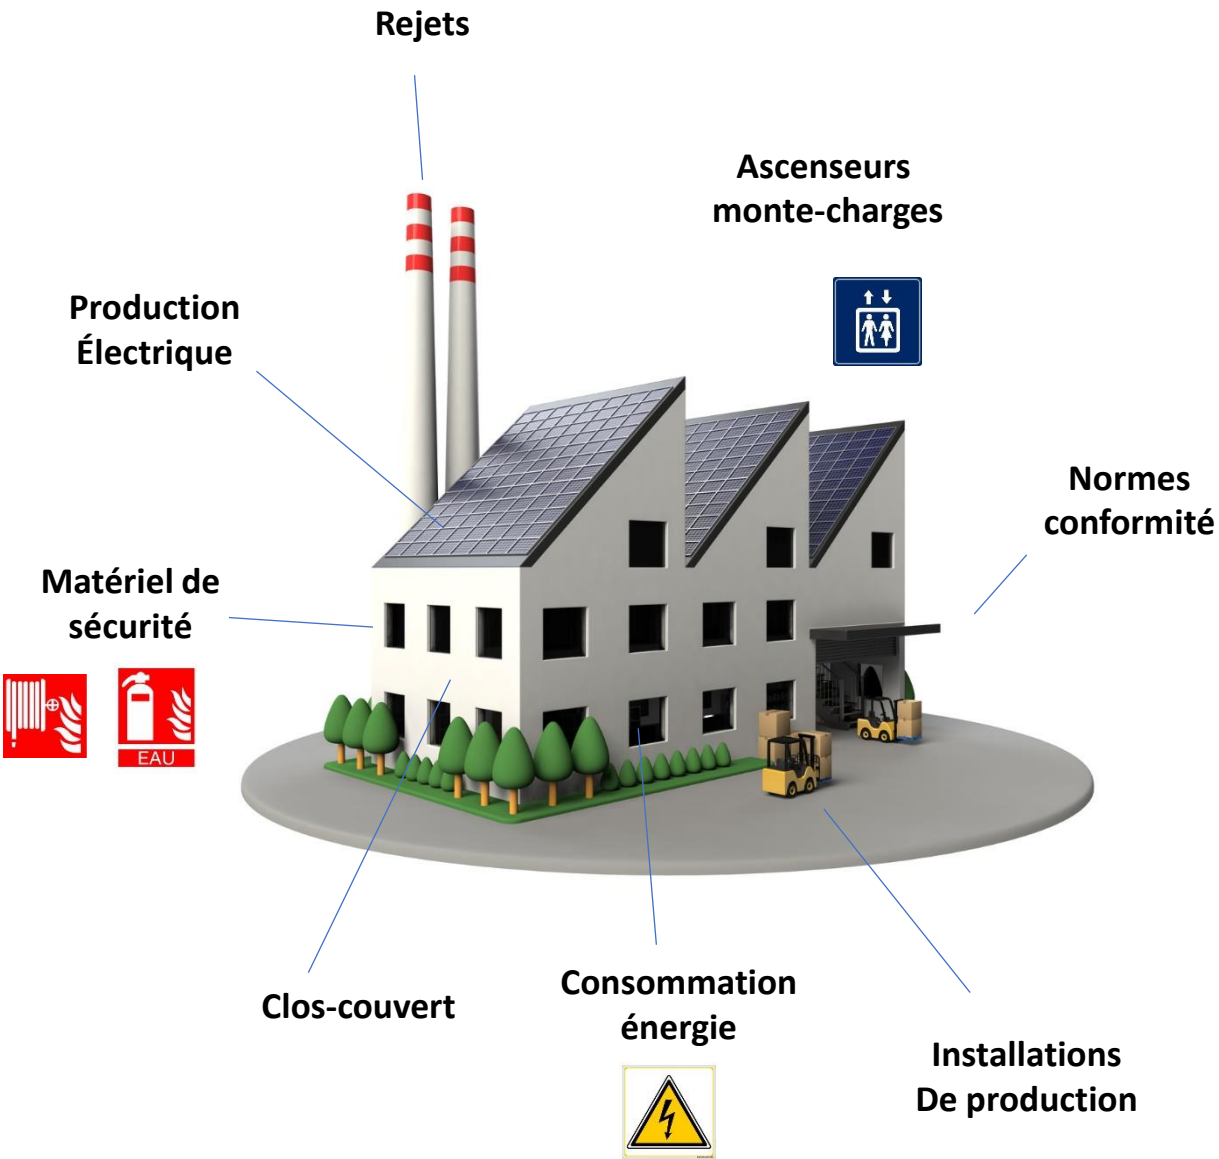 Rejets
Ascenseurs
monte-charges
Production
Électrique
Normes
conformité
Matériel de
sécurité
EAU
Clos-couvert
Consommation
énergie
Installations
De production